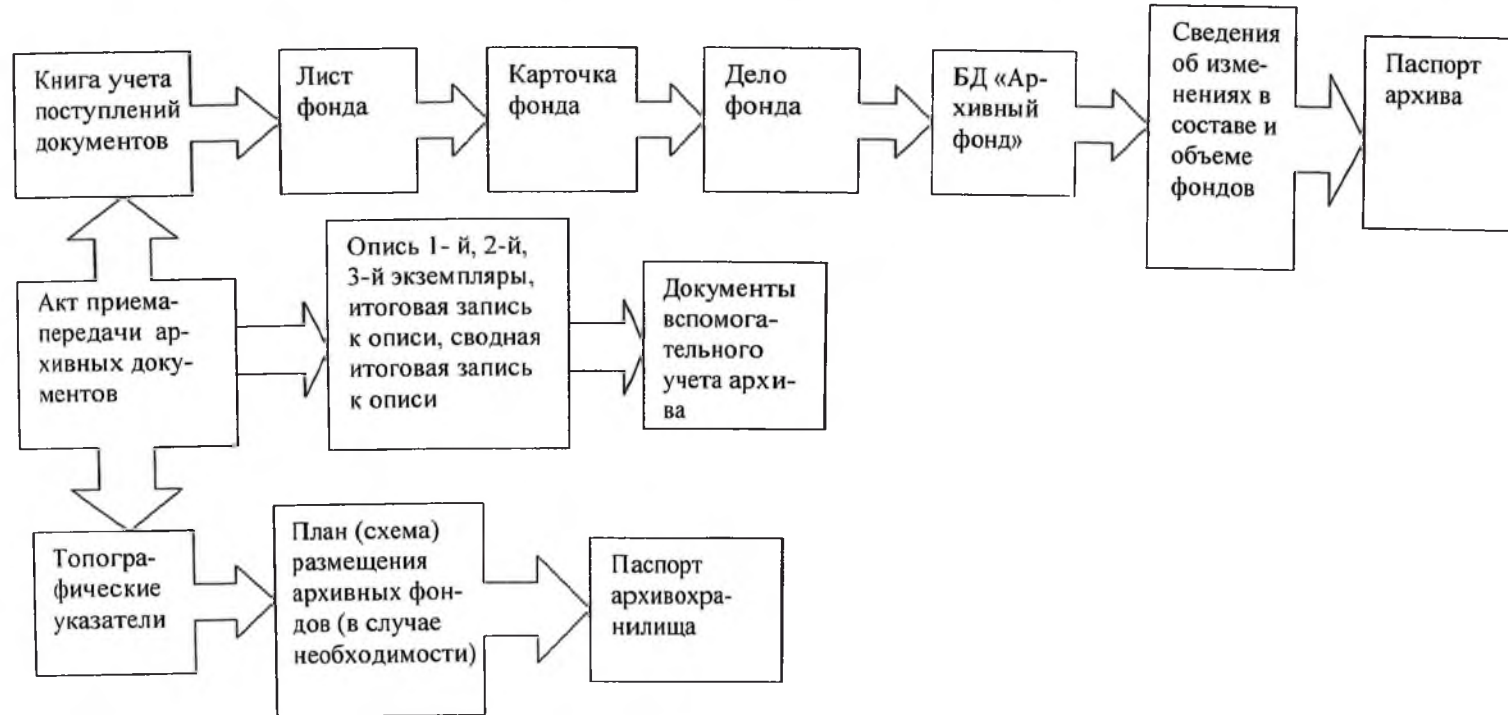 Книга учета
поступлений
документов
Лист
фонда
Карточка
фонда
Дело
фонда
БД «Ар-
хивный
фонд»
Сведения
об изме-
нениях в
составе и
объеме
фондов
Паспорт
архива
Акт приема-
передачи ар-
хивных доку-
ментов
Опись 1- й, 2-й,
3-й экземпляры,
итоговая запись
к описи, сводная
итоговая запись
к описи
Документы
вспомога-
тельного
учета архи-
ва
Топогра-
фические
указатели
План (схема)
размещения
архивных фон-
дов (в случае
необходимости)
Паспорт
архивохра-
нилища